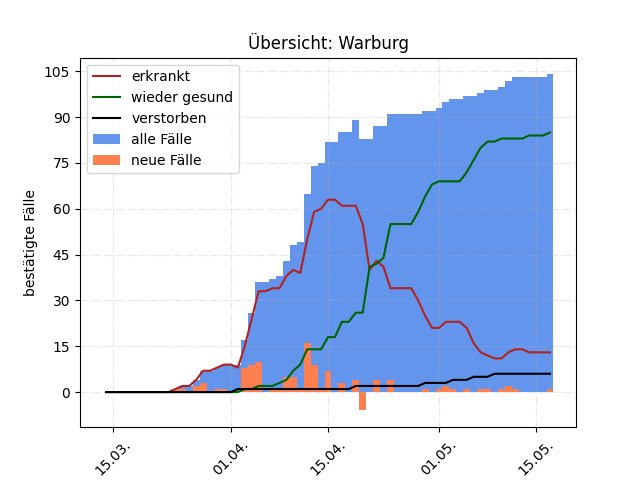 Übersicht: Warburg
bestätigte Fälle
105
90
75
60
45
30
15
0
erkrankt
wieder gesund
verstorben
alle Fälle
neue Fälle
15.03.
01.04.
15.04.
01.05.
15.05.